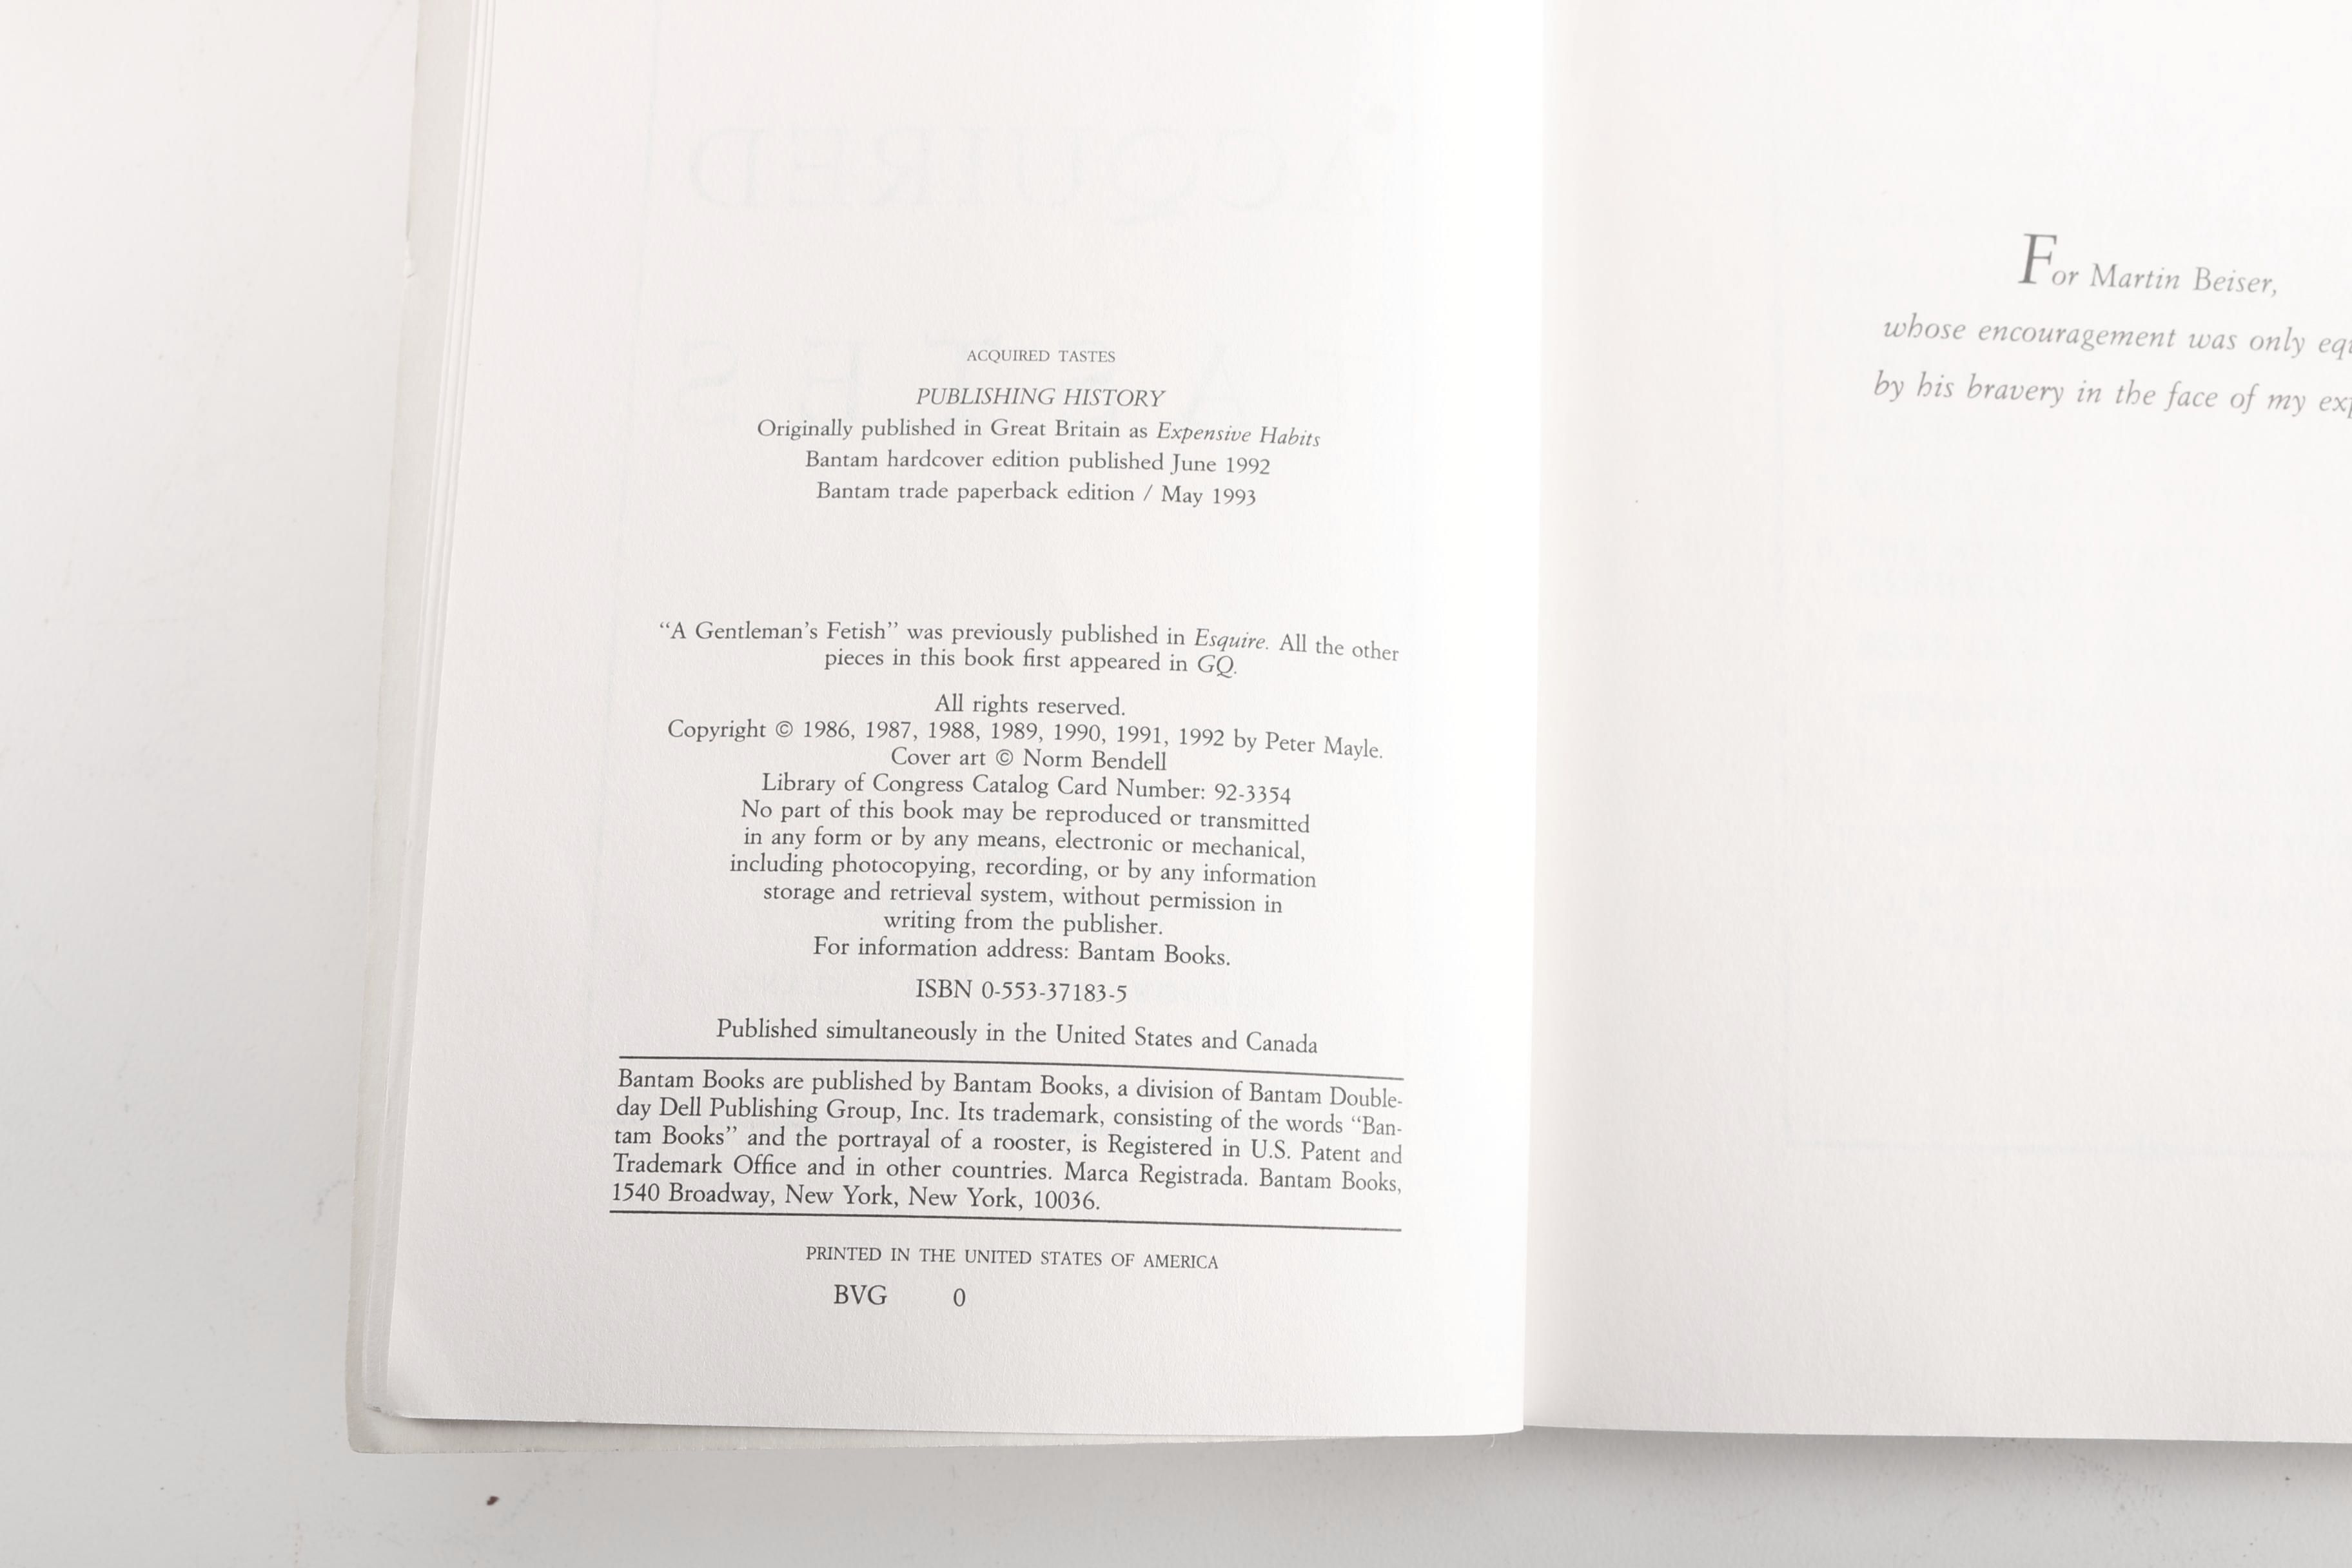 ACQUIRED TASTES
PUBLISHING HISTORY
Originally published in Great Britain as Expensive Habits
Bantam hardcover edition published June 1992
Bantam trade paperback edition / May 1993
“A Gentleman’s Fetish” was previously published in Esquire. All the other
pieces in this book first appeared in GQ.
All rights reserved.
Copyright © 1986, 1987, 1988, 1989, 1990, 1991, 1992 by Peter Mayle.
Cover art © Norm Bendell
Library of Congress Catalog Card Number: 92-3354
No part of this book may be reproduced or transmitted
in any form or by any means, electronic or mechanical,
including photocopying, recording, or by any information
storage and retrieval system, without permission in
writing from the publisher.
For information address: Bantam Books.
ISBN 0-553-37183-5
Published simultaneously in the United States and Canada
Bantam Books are published by Bantam Books, a division of Bantam Double-
day Dell Publishing Group, Inc. Its trademark, consisting of the words “Ban-
tam Books” and the portrayal of a rooster, is Registered in U.S. Patent and
Trademark Office and in other countries. Marca Registrada. Bantam Books,
1540 Broadway, New York, New York, 10036.
PRINTED IN THE UNITED STATES OF AMERICA
BVG 0
For Martin Beiser,
whose encouragement was only
by his bravery in the face of my